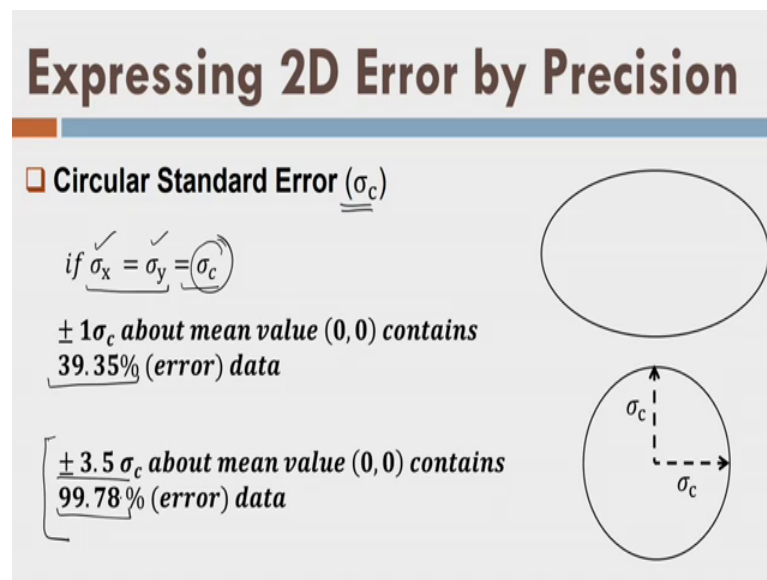 Expressing 2D Error by Precision
❑ Circular Standard Error (σc)
if σx = σy = σc
± 1σc about mean value (0, 0) contains
39.35% (error) data
± 3.5 σc about mean value (0, 0) contains
99.78 % (error) data
σc
σc